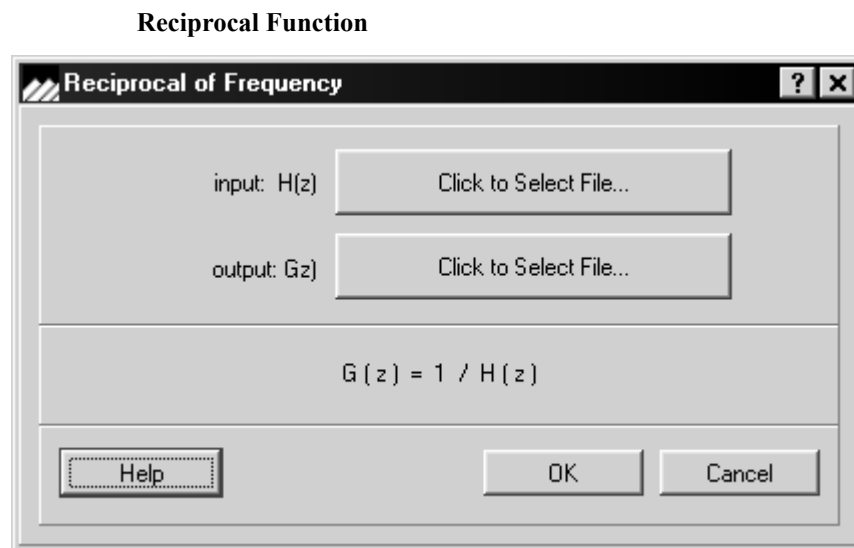 Reciprocal Function
Reciprocal of Frequency ? ×
input: H(z) Click to Select File...
output: Gz) Click to Select File...
G ( z ) = 1 / H ( z )
Help OK Cancel